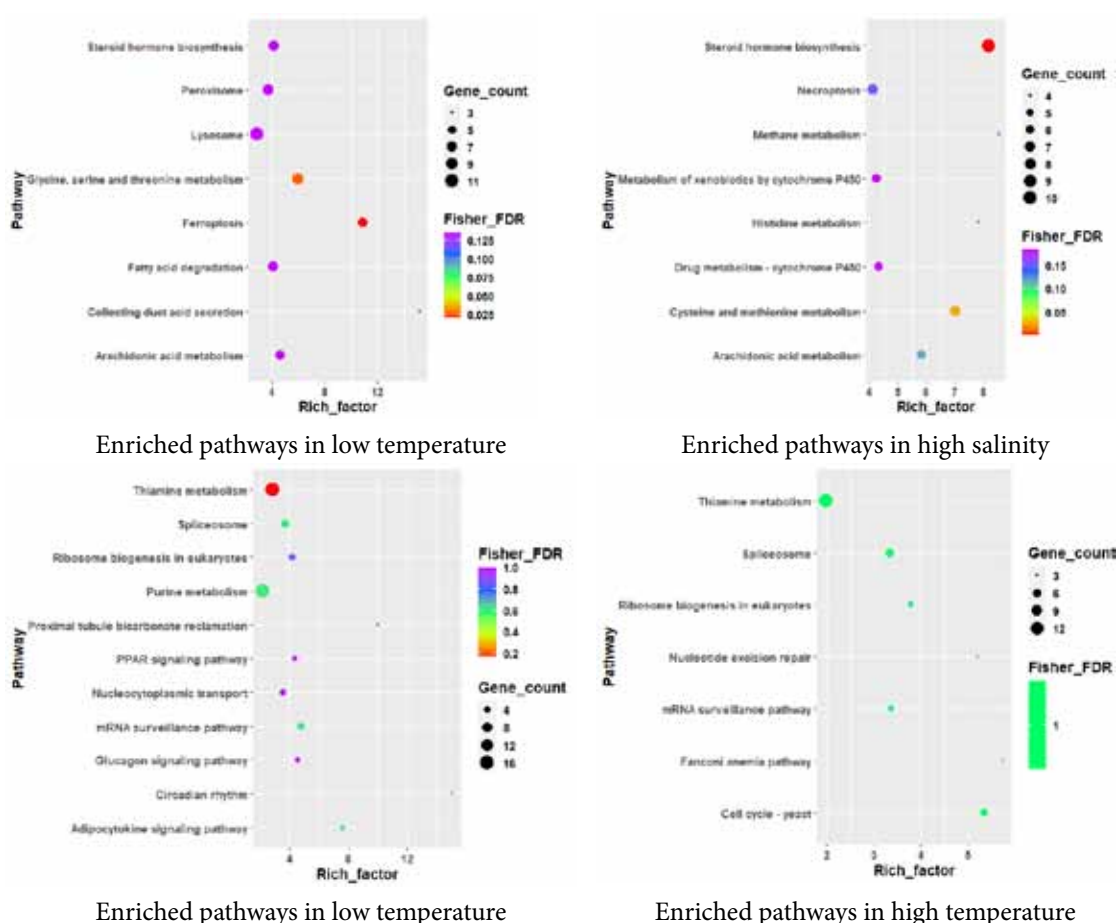 Steroid hormone biosynthesis
Peroxisome
Lysosome
Glycine, serine and threonine metabolism
Ferroptosis
Fatty acid degradation
Collecting duct acid secretion
Arachidonic acid metabolism
Pathway
4 8 12
Rich_factor
Gene_count
3
5
7
9
11
Fisher_FDR
0.125
0.100
0.075
0.050
0.025
Enriched pathways in low temperature
Steroid hormone biosynthesis
Necroptosis
Methane metabolism
Metabolism of xenobiotics by cytochrome P450
Histidine metabolism
Drug metabolism - cytochrome P450
Cysteine and methionine metabolism
Arachidonic acid metabolism
Pathway
4 5 6 7 8
Rich_factor
Gene_count
4
5
6
7
8
9
10
Fisher_FDR
0.15
0.10
0.05
Enriched pathways in high salinity
Thiamine metabolism
Spliceosome
Ribosome biogenesis in eukaryotes
Purine metabolism
Proximal tubule bicarbonate reclamation
PPAR signaling pathway
Nucleocytoplasmic transport
mRNA surveillance pathway
Glucagon signaling pathway
Circadian rhythm
Adipocytokine signaling pathway
Pathway
4 8 12
Rich_factor
Fisher_FDR
1.0
0.8
0.6
0.4
0.2
Gene_count
4
8
12
16
Enriched pathways in low temperature
Thiamine metabolism
Spliceosome
Ribosome biogenesis in eukaryotes
Nucleotide excision repair
mRNA surveillance pathway
Fanconi anemia pathway
Cell cycle - yeast
Pathway
2 3 4 5
Rich_factor
Gene_count
3
6
9
12
Fisher_FDR
1
Enriched pathways in high temperature